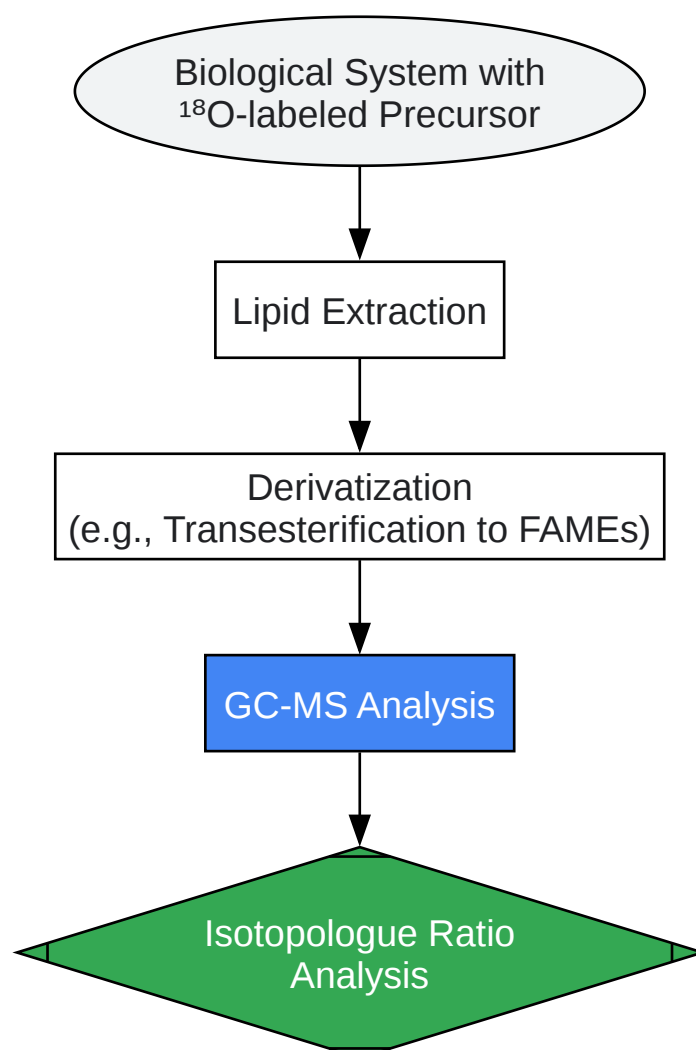 Biological System with
¹⁸O-labeled Precursor
Lipid Extraction
Derivatization
(e.g., Transesterification to FAMEs)
GC-MS Analysis
Isotopologue Ratio
Analysis